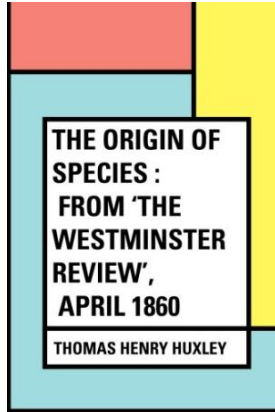 THE ORIGIN OF
SPECIES :
FROM ‘THE
WESTMINSTER
REVIEW’,
APRIL 1860
THOMAS HENRY HUXLEY